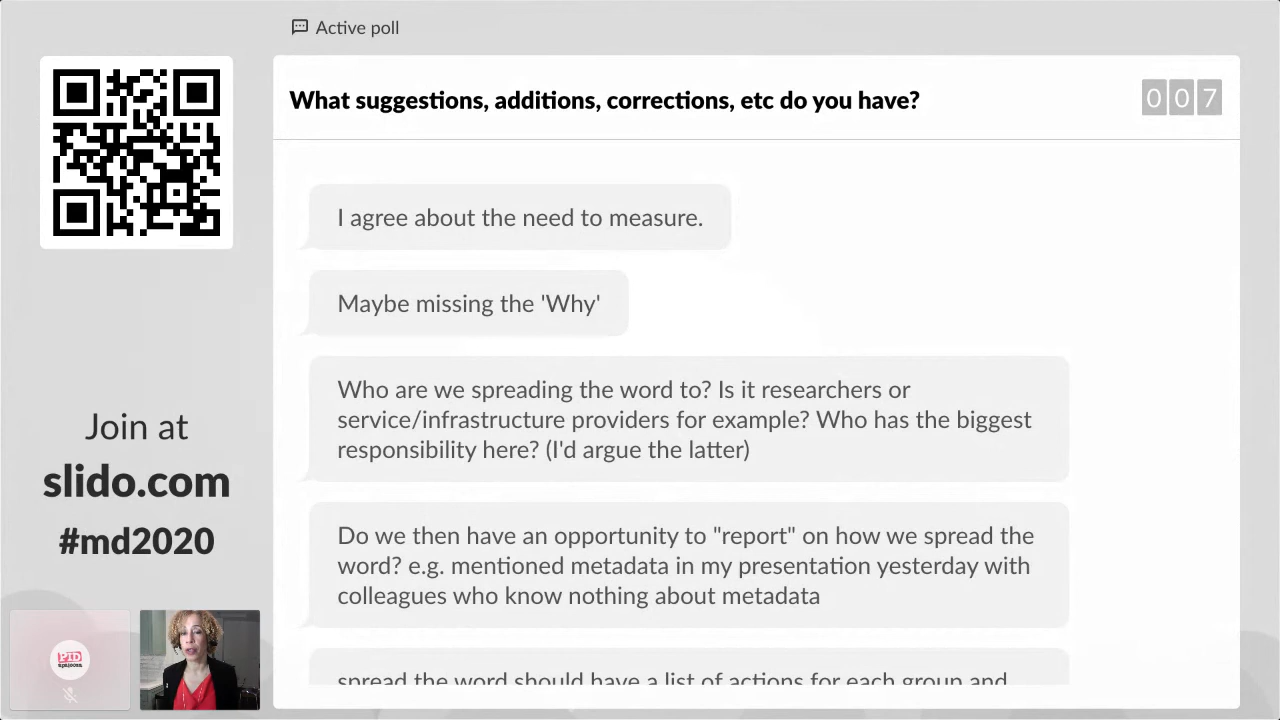 Active poll
What suggestions, additions, corrections, etc do you have?
007
I agree about the need to measure.
Maybe missing the 'Why'
Who are we spreading the word to? Is it researchers or
service/infrastructure providers for example? Who has the biggest
responsibility here? (I'd argue the latter)
Do we then have an opportunity to "report" on how we spread the
word? e.g. mentioned metadata in my presentation yesterday with
colleagues who know nothing about metadata
spread the word should have a list of actions for each group and
Join at
slido.com
#md2020
PID
apalooza